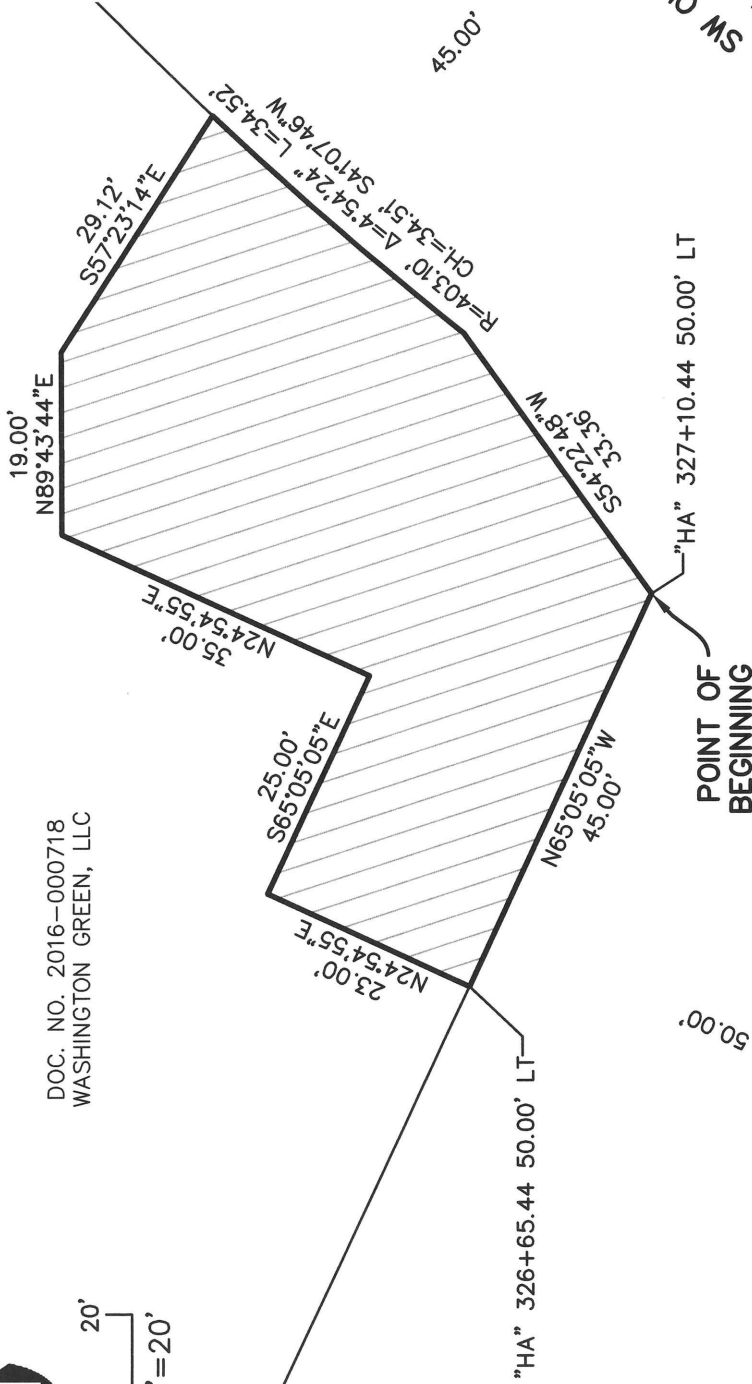 SW
45.00'
19.00'
N89°43'44"E
29.12'
S57°23'14"E
R=403.10' Δ=4°54'24" L=34.52'
CH.=34.51' S41°07'46"W
35.00'
N24°54'55"E
DOC. NO. 2016-000718
WASHINGTON GREEN, LLC
25.00'
S65°05'05"E
S54°22'48"W
33.36'
23.00'
N24°54'55"E
N65°05'05"W
45.00'
"HA" 327+10.44 50.00' LT
POINT OF
BEGINNING
50.00'
"HA" 326+65.44 50.00' LT
20'
'=20'